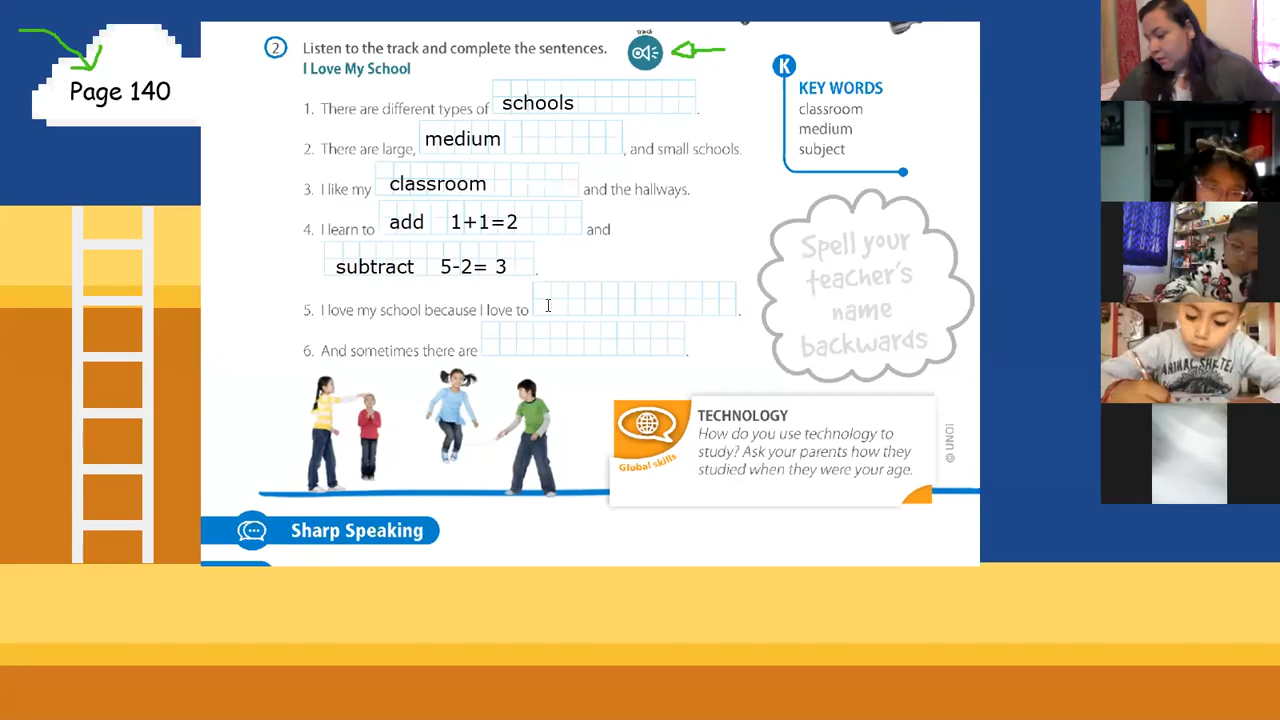 Page 140
2 Listen to the track and complete the sentences.
track
I Love My School
1. There are different types of schools.
2. There are large, medium, and small schools.
3. I like my classroom and the hallways.
4. I learn to add 1+1=2 and
subtract 5-2= 3.
5. I love my school because I love to .
6. And sometimes there are .
K
KEY WORDS
classroom
medium
subject
Spell your
teacher's
name
backwards
Global skills
TECHNOLOGY
How do you use technology to
study? Ask your parents how they
studied when they were your age.
© UNOi
Sharp Speaking